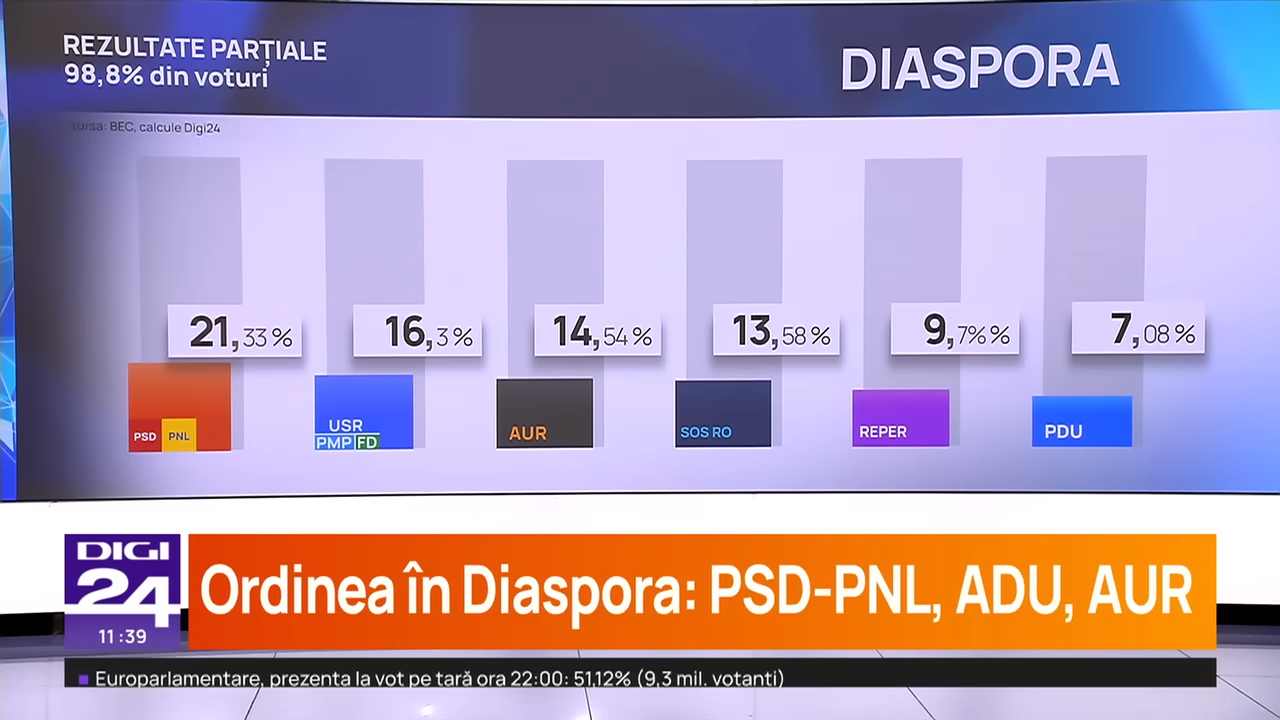 REZULTATE PARȚIALE
98,8% din voturi
DIASPORA
sursa: BEC, calcule Digi24
21,33%
16,3%
14,54%
13,58%
9,7%%
7,08%
PSD PNL
USR
PMP FD
AUR
SOS RO
REPER
PDU
DIGI
24
11:39
Ordinea în Diaspora: PSD-PNL, ADU, AUR
Europarlamentare, prezenta la vot pe tară ora 22:00: 51,12% (9,3 mil. votanti)